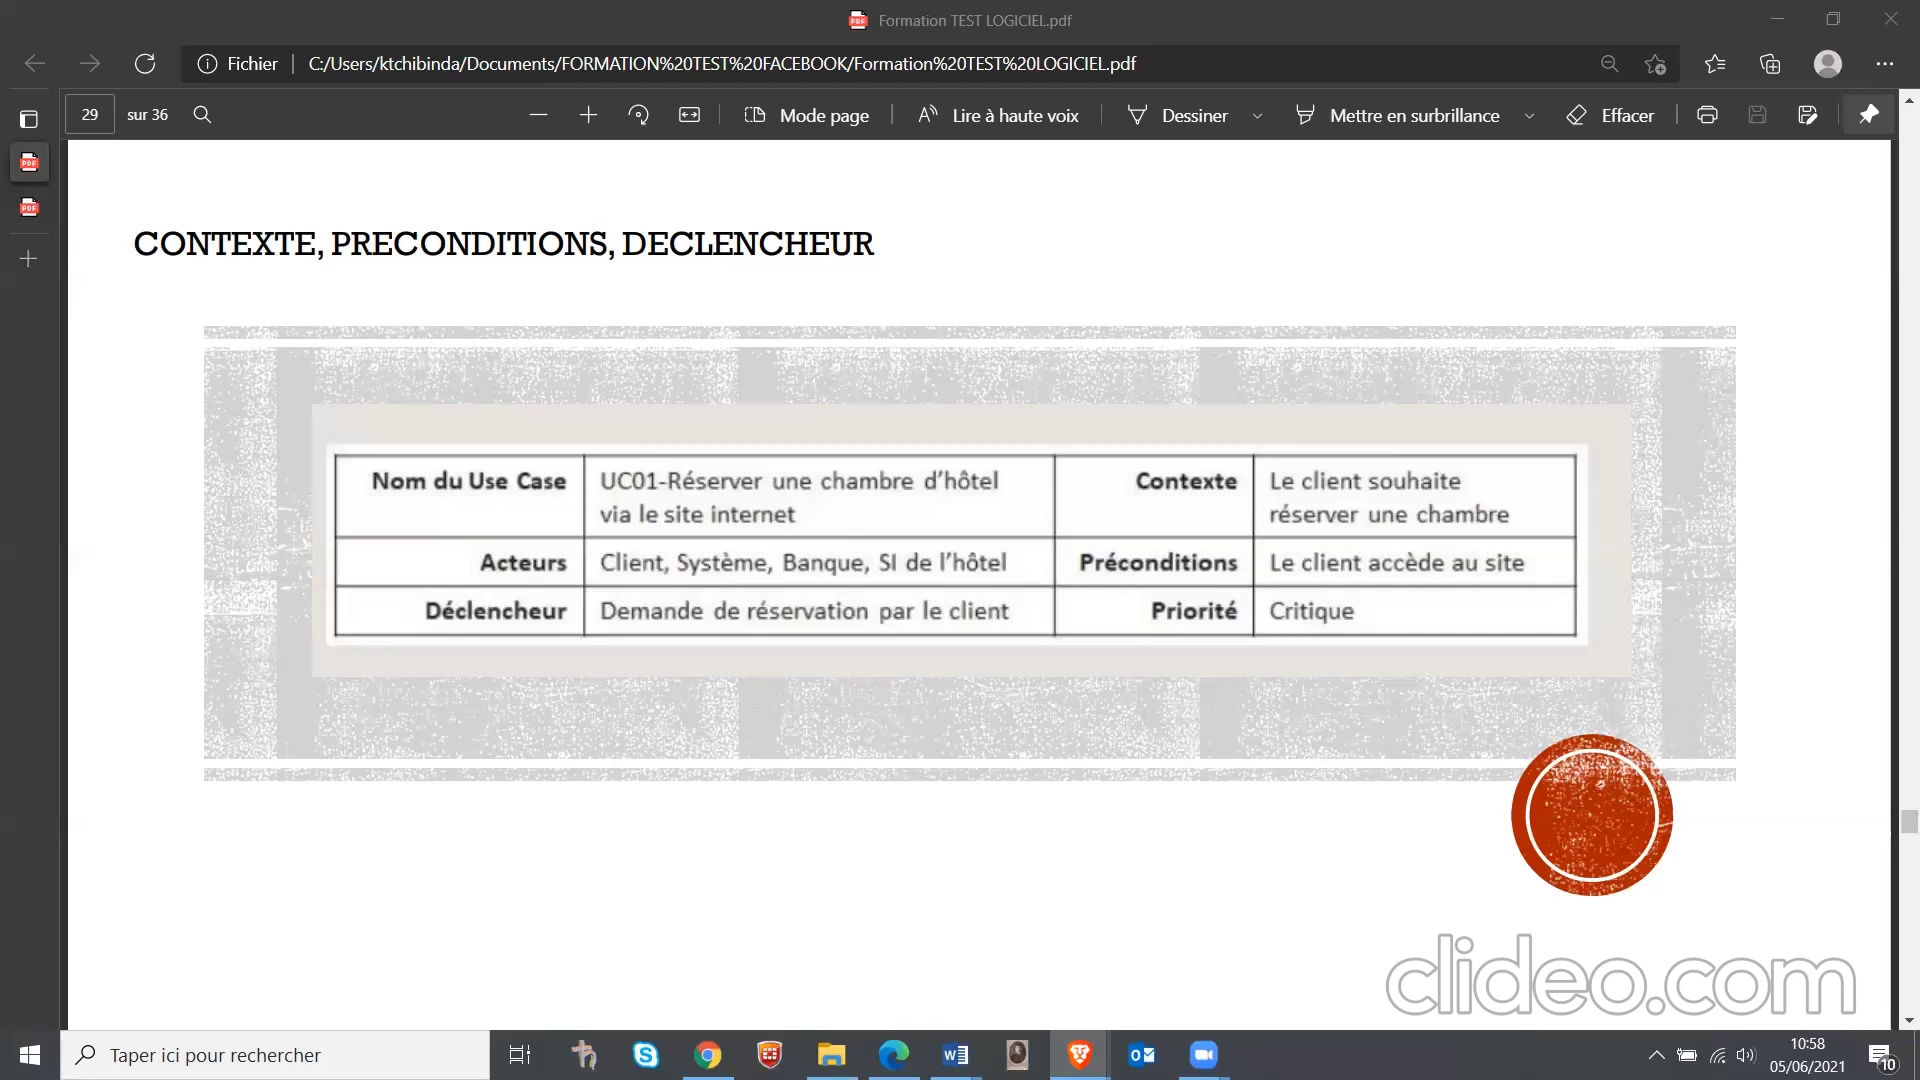 Formation TEST LOGICIEL.pdf
Fichier
C:/Users/ktchibinda/Documents/FORMATION%20TEST%20FACEBOOK/Formation%20TEST%20LOGICIEL.pdf
29 sur 36
Mode page
Lire à haute voix
Dessiner
Mettre en surbrillance
Effacer
PDF
PDF
CONTEXTE, PRECONDITIONS, DECLENCHEUR
Nom du Use Case
UC01-Réserver une chambre d'hôtel
via le site internet
Contexte
Le client souhaite
réserver une chambre
Acteurs
Client, Système, Banque, SI de l'hôtel
Préconditions
Le client accède au site
Déclencheur
Demande de réservation par le client
Priorité
Critique
clideo.com
Taper ici pour rechercher
10:58
05/06/2021
10